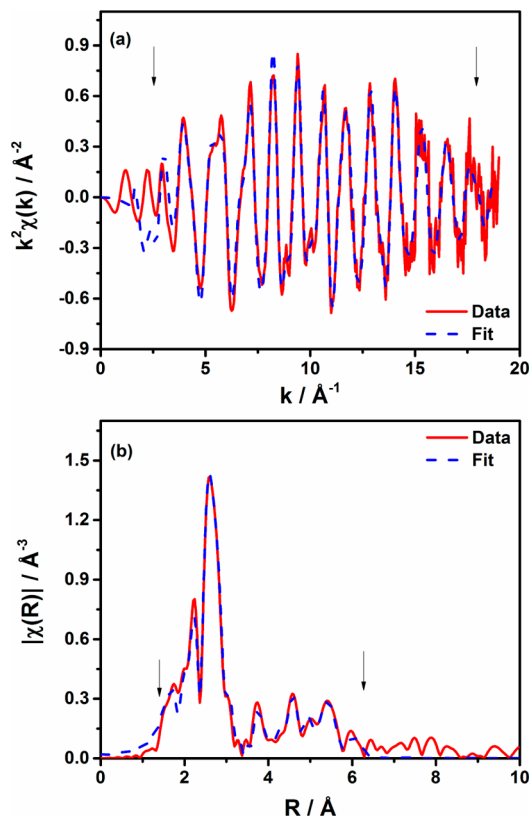 (a)
0.9
0.6
0.3
0.0
-0.3
-0.6
-0.9
k²χ(k) / Å⁻²
Data
Fit
0 5 10 15 20
k / Å⁻¹
(b)
Data
Fit
1.5
1.2
0.9
0.6
0.3
0.0
|χ(R)| / Å⁻³
0 2 4 6 8 10
R / Å